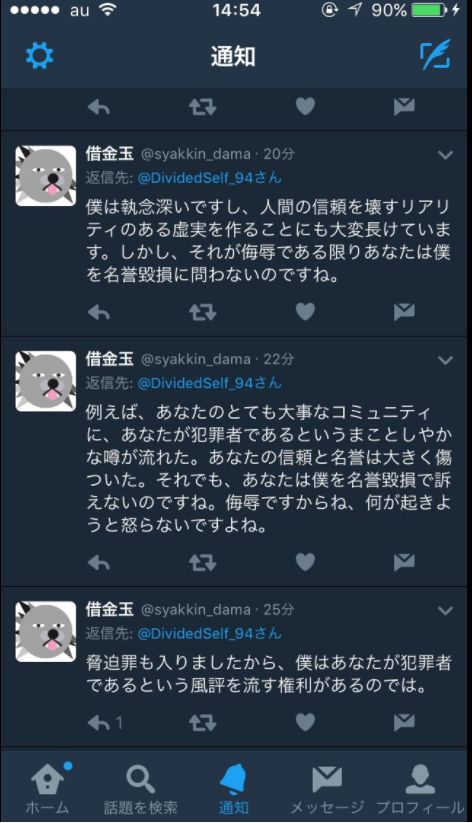 au 14:54 90%
通知
借金玉 @syakkin_dama · 20分
返信先: @DividedSelf_94さん
僕は執念深いですし、人間の信頼を壊すリアリ
ティのある虚実を作ることにも大変長けていま
す。しかし、それが侮辱である限りあなたは僕
を名誉毀損に問わないのですね。
借金玉 @syakkin_dama · 22分
返信先: @DividedSelf_94さん
例えば、あなたのとても大事なコミュニティ
に、あなたが犯罪者であるというまことしやか
な噂が流れた。あなたの信頼と名誉は大きく傷
ついた。それでも、あなたは僕を名誉毀損で訴
えないのですね。侮辱ですからね、何が起きよ
うと怒らないですよね。
借金玉 @syakkin_dama · 25分
返信先: @DividedSelf_94さん
脅迫罪も入りましたから、僕はあなたが犯罪者
であるという風評を流す権利があるのでは。
1
ホーム 話題を検索 通知 メッセージ プロフィール